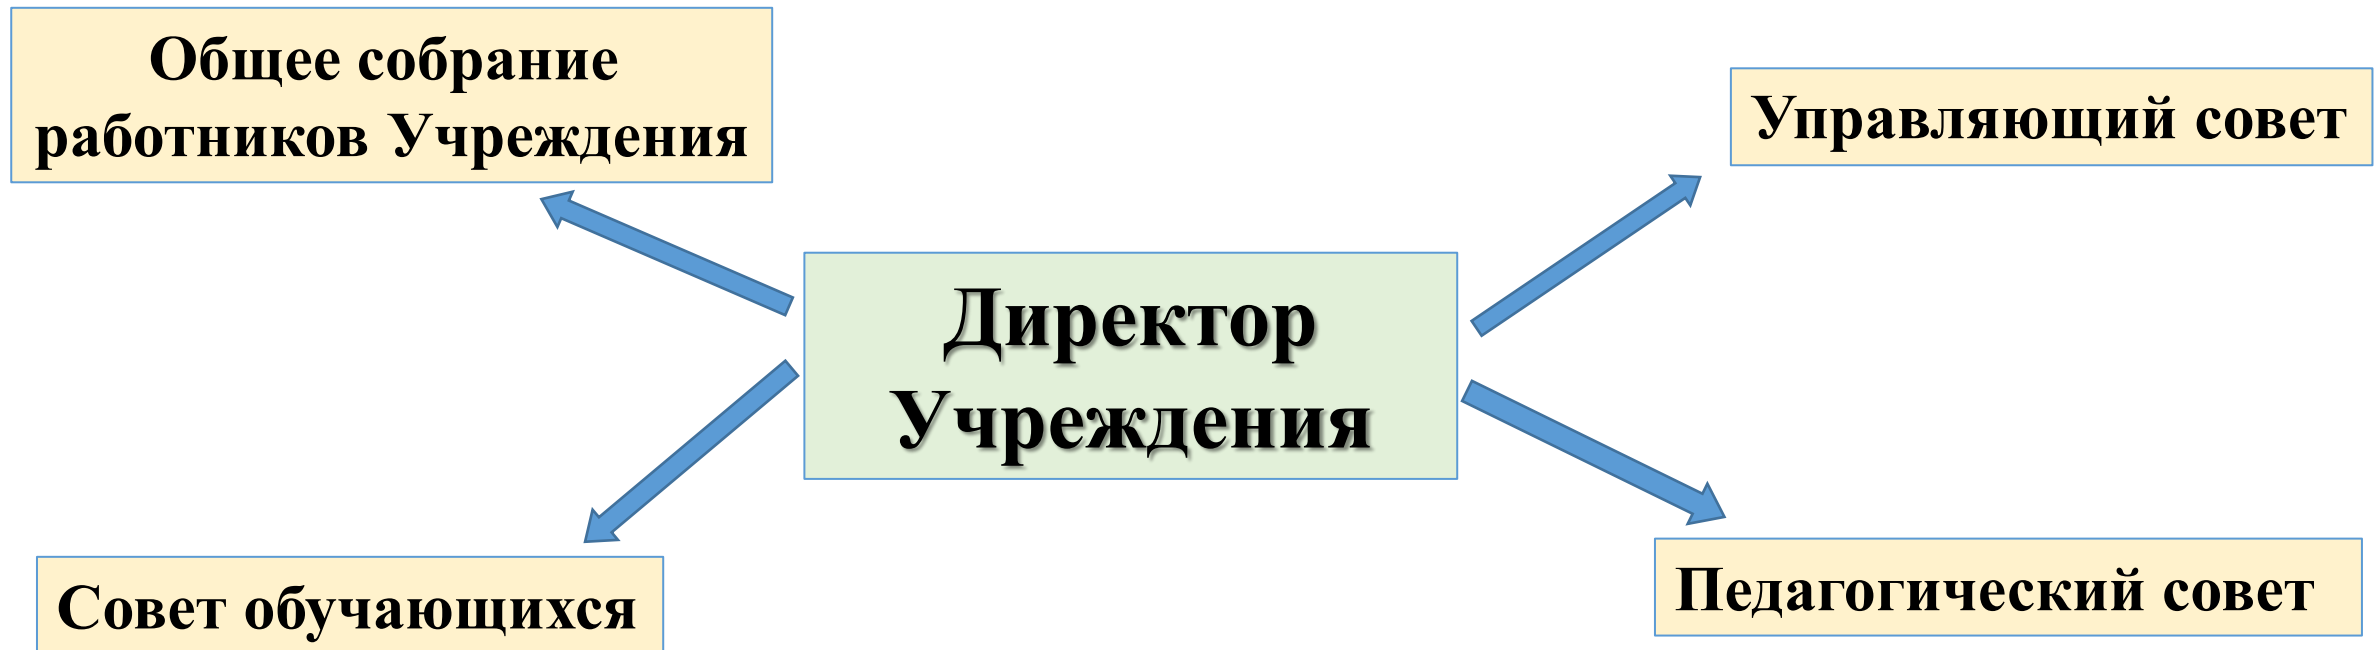 Общее собрание
работников Учреждения
Управляющий совет
Директор
Учреждения
Совет обучающихся
Педагогический совет